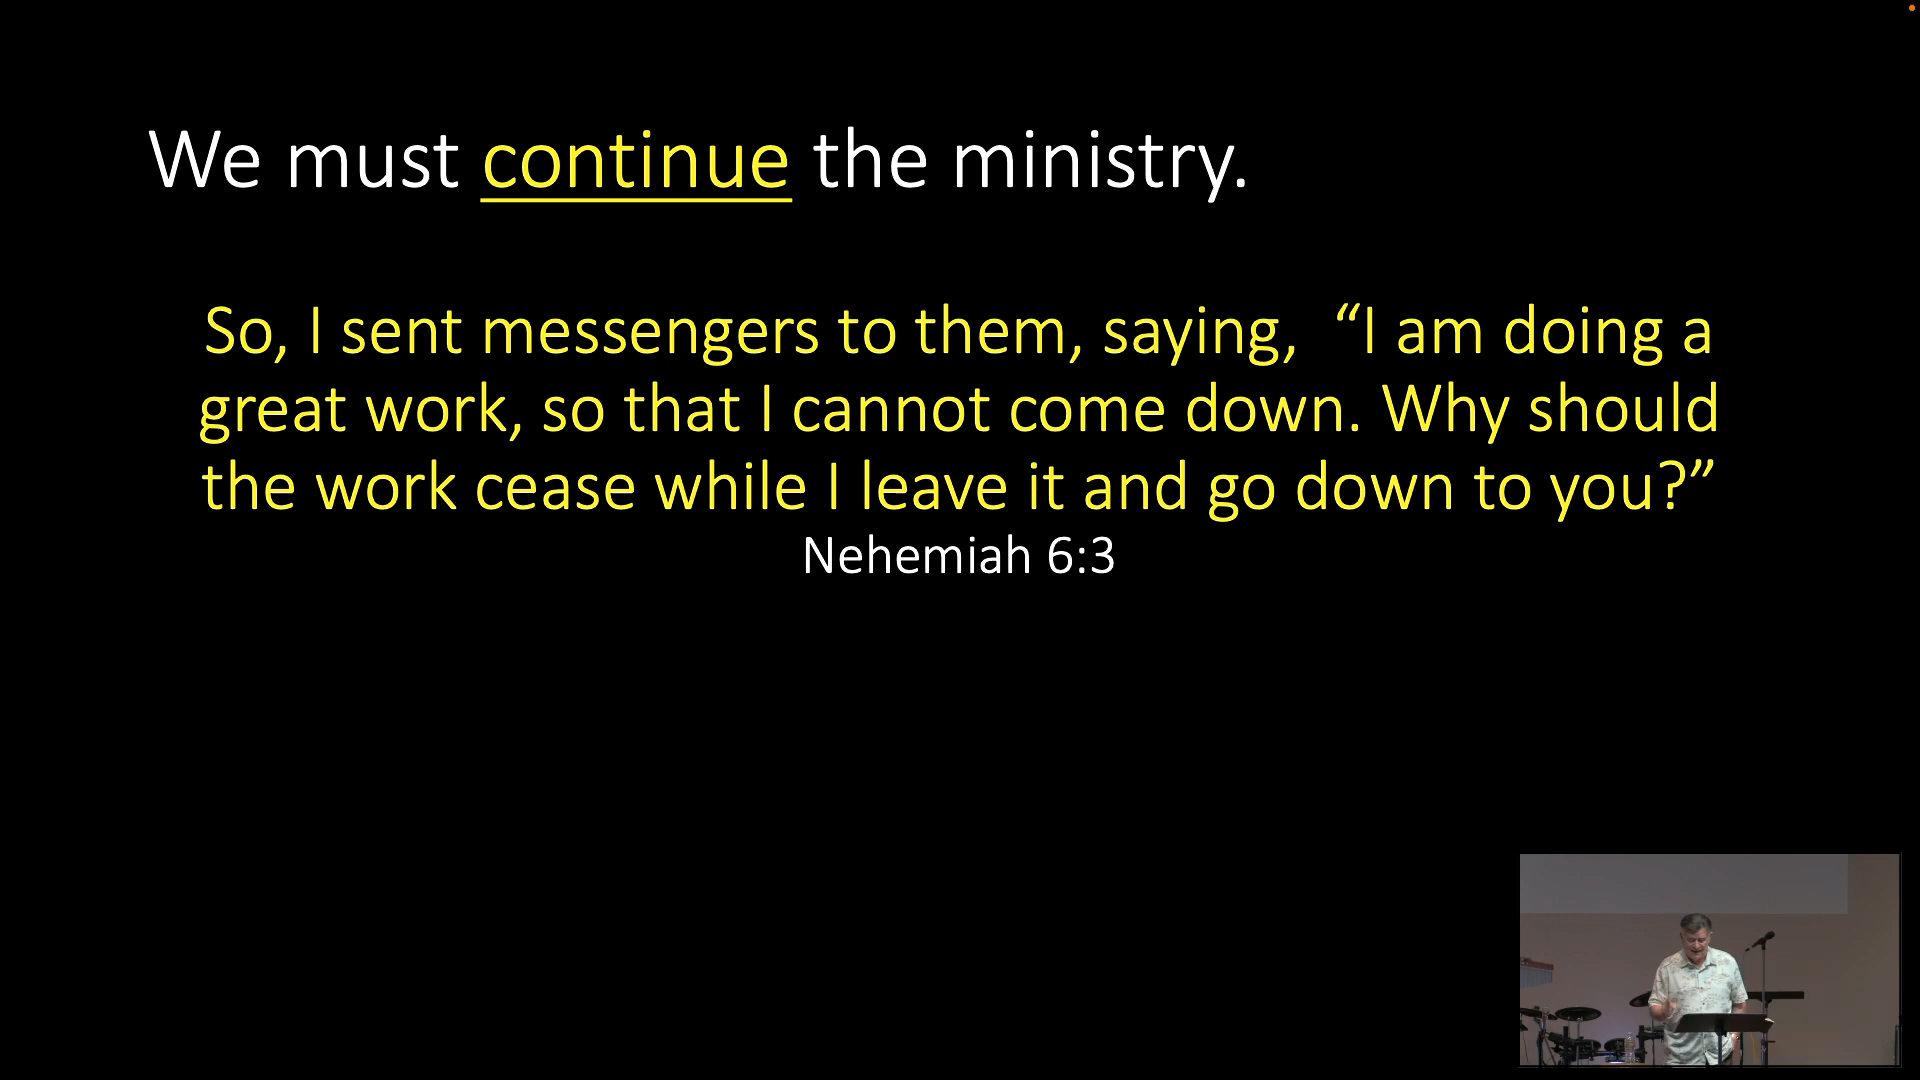 We must continue the ministry.
So, I sent messengers to them, saying,  “I am doing a
great work, so that I cannot come down. Why should
the work cease while I leave it and go down to you?”
Nehemiah 6:3